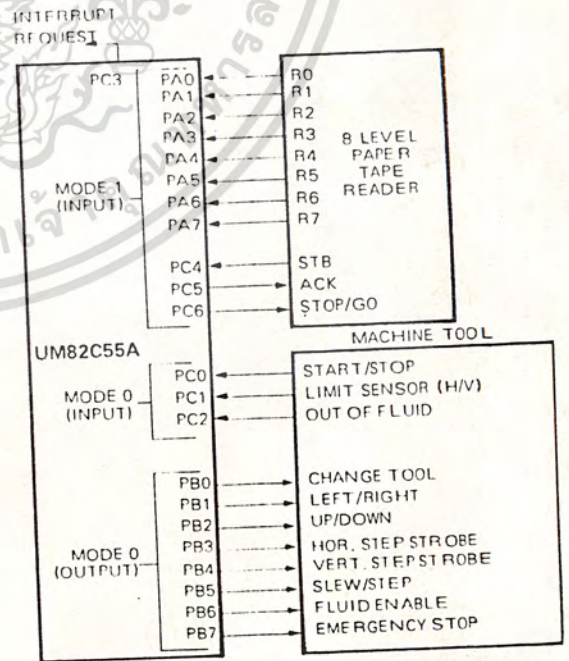 INTERRUPT
REQUEST
PC3
MODE 1
(INPUT)
PA0
PA1
PA2
PA3
PA4
PA5
PA6
PA7
PC4
PC5
PC6
R0
R1
R2
R3
R4
R5
R6
R7
STB
ACK
STOP/GO
8 LEVEL
PAPER
TAPE
READER
UM82C55A
MODE 0
(INPUT)
PC0
PC1
PC2
MACHINE TOOL
START/STOP
LIMIT SENSOR (H/V)
OUT OF FLUID
MODE 0
(OUTPUT)
PB0
PB1
PB2
PB3
PB4
PB5
PB6
PB7
CHANGE TOOL
LEFT/RIGHT
UP/DOWN
HOR. STEP STROBE
VERT. STEP STROBE
SLEW/STEP
FLUID ENABLE
EMERGENCY STOP